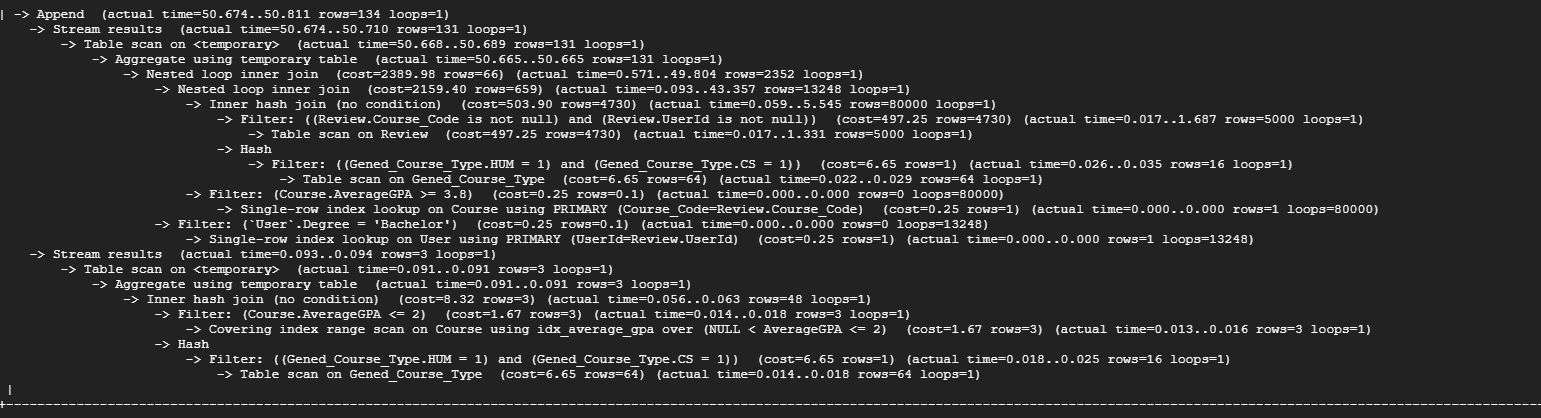 | -> Append  (actual time=50.674..50.811 rows=134 loops=1)
-> Stream results  (actual time=50.674..50.710 rows=131 loops=1)
-> Table scan on <temporary>  (actual time=50.668..50.689 rows=131 loops=1)
-> Aggregate using temporary table  (actual time=50.665..50.665 rows=131 loops=1)
-> Nested loop inner join  (cost=2389.98 rows=66) (actual time=0.571..49.804 rows=2352 loops=1)
-> Nested loop inner join  (cost=2159.40 rows=659) (actual time=0.093..43.357 rows=13248 loops=1)
-> Inner hash join (no condition)  (cost=503.90 rows=4730) (actual time=0.059..5.545 rows=80000 loops=1)
-> Filter: ((Review.Course_Code is not null) and (Review.UserId is not null))  (cost=497.25 rows=4730) (actual time=0.017..1.687 rows=5000 loops=1)
-> Table scan on Review  (cost=497.25 rows=4730) (actual time=0.017..1.331 rows=5000 loops=1)
-> Hash
-> Filter: ((Gened_Course_Type.HUM = 1) and (Gened_Course_Type.CS = 1))  (cost=6.65 rows=1) (actual time=0.026..0.035 rows=16 loops=1)
-> Table scan on Gened_Course_Type  (cost=6.65 rows=64) (actual time=0.022..0.029 rows=64 loops=1)
-> Filter: (Course.AverageGPA >= 3.8)  (cost=0.25 rows=0.1) (actual time=0.000..0.000 rows=0 loops=80000)
-> Single-row index lookup on Course using PRIMARY (Course_Code=Review.Course_Code)  (cost=0.25 rows=1) (actual time=0.000..0.000 rows=1 loops=80000)
-> Filter: (`User`.Degree = 'Bachelor')  (cost=0.25 rows=0.1) (actual time=0.000..0.000 rows=0 loops=13248)
-> Single-row index lookup on User using PRIMARY (UserId=Review.UserId)  (cost=0.25 rows=1) (actual time=0.000..0.000 rows=1 loops=13248)
-> Stream results  (actual time=0.093..0.094 rows=3 loops=1)
-> Table scan on <temporary>  (actual time=0.091..0.091 rows=3 loops=1)
-> Aggregate using temporary table  (actual time=0.091..0.091 rows=3 loops=1)
-> Inner hash join (no condition)  (cost=8.32 rows=3) (actual time=0.056..0.063 rows=48 loops=1)
-> Filter: (Course.AverageGPA <= 2)  (cost=1.67 rows=3) (actual time=0.014..0.018 rows=3 loops=1)
-> Covering index range scan on Course using idx_average_gpa over (NULL < AverageGPA <= 2)  (cost=1.67 rows=3) (actual time=0.013..0.016 rows=3 loops=1)
-> Hash
-> Filter: ((Gened_Course_Type.HUM = 1) and (Gened_Course_Type.CS = 1))  (cost=6.65 rows=1) (actual time=0.018..0.025 rows=16 loops=1)
-> Table scan on Gened_Course_Type  (cost=6.65 rows=64) (actual time=0.014..0.018 rows=64 loops=1)
|